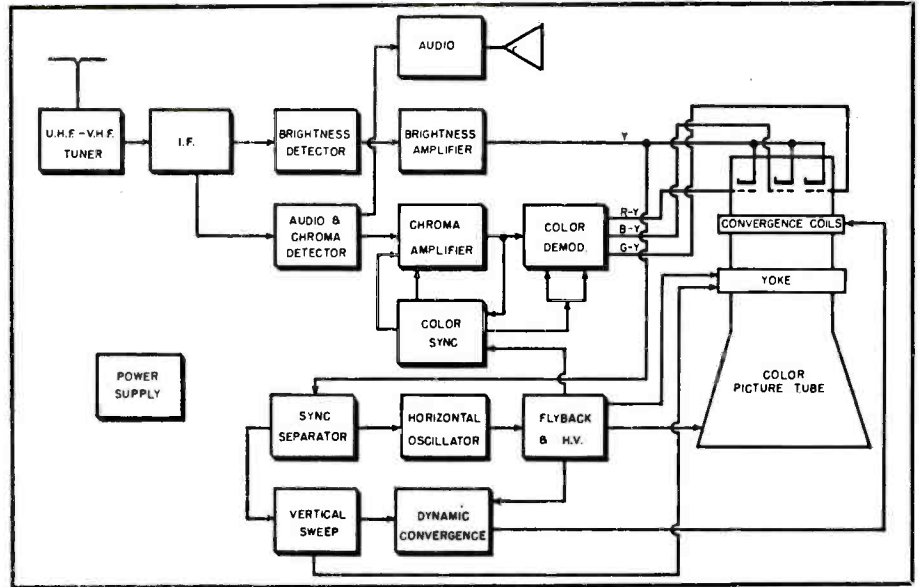 AUDIO
U.H.F.-V.H.F.
TUNER
I.F.
BRIGHTNESS
DETECTOR
BRIGHTNESS
AMPLIFIER
Y
AUDIO &
CHROMA
DETECTOR
CHROMA
AMPLIFIER
COLOR
DEMOD.
R-Y
B-Y
G-Y
CONVERGENCE COILS
YOKE
COLOR
SYNC
COLOR
PICTURE TUBE
POWER
SUPPLY
SYNC
SEPARATOR
HORIZONTAL
OSCILLATOR
FLYBACK
& H.V.
VERTICAL
SWEEP
DYNAMIC
CONVERGENCE